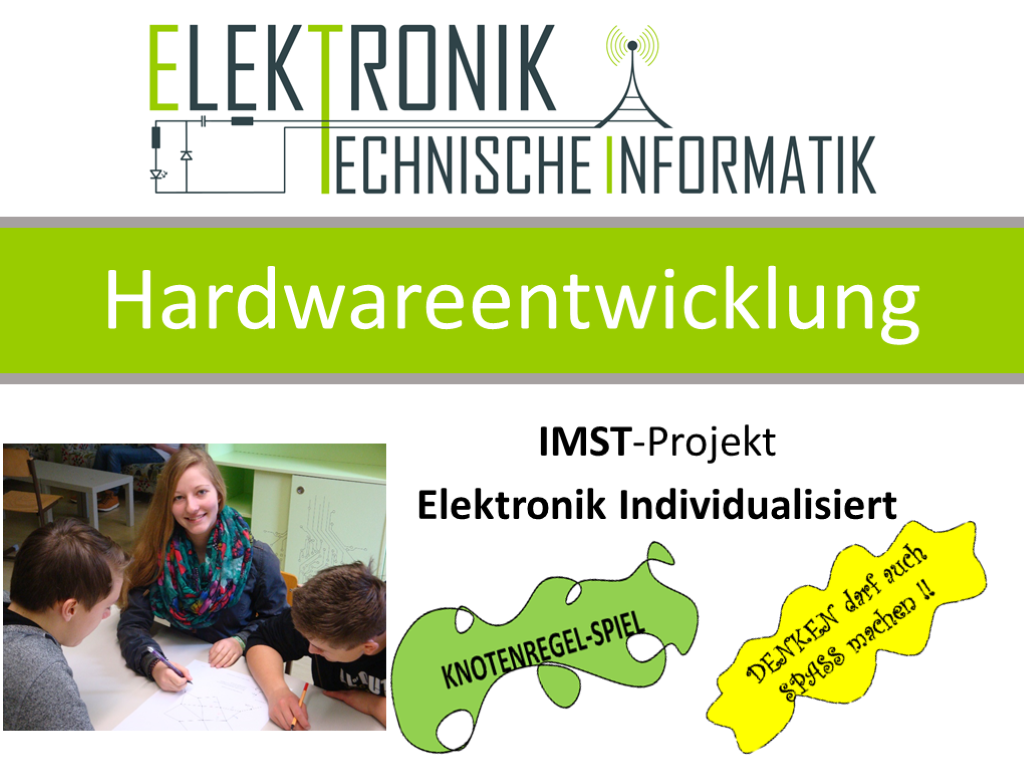 ELEKTRONIK
TECHNISCHE INFORMATIK
Hardwareentwicklung
IMST-Projekt
Elektronik Individualisiert
KNOTENREGEL-SPIEL
DENKEN darf auch
SPASS machen !!